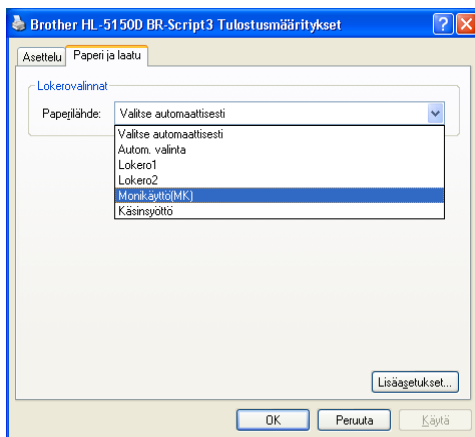 Brother HL-5150D BR-Script3 Tulostusmääritykset
Asettelu Paperi ja laatu
Lokerovalinnat
Paperilähde: Valitse automaattisesti
Valitse automaattisesti
Autom. valinta
Lokero1
Lokero2
Monikäyttö(MK)
Käsinsyöttö
Lisäasetukset...
OK Peruuta Käytä